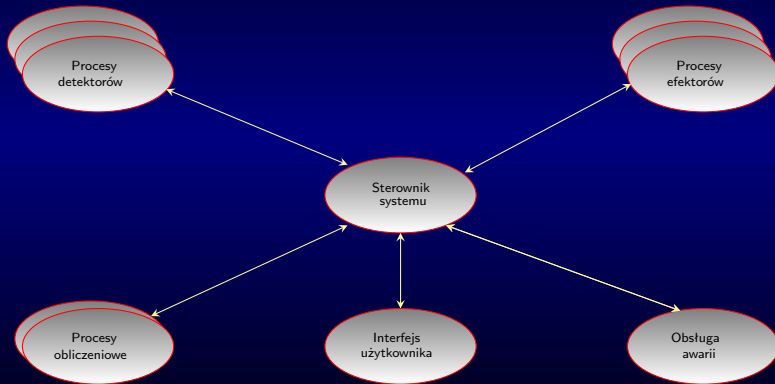 Procesy
detektorów
Procesy
efektorów
Sterownik
systemu
Procesy
obliczeniowe
Interfejs
użytkownika
Obsługa
awarii